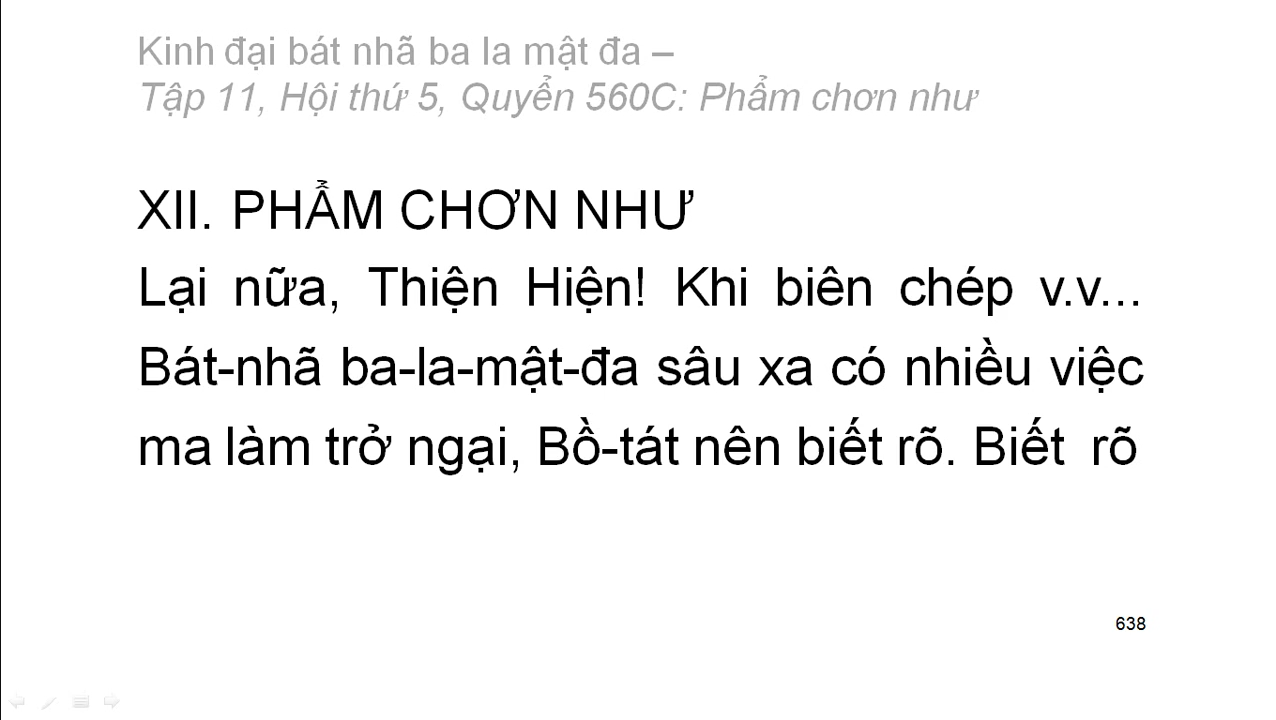 Kinh đại bát nhã ba la mật đa –
Tập 11, Hội thứ 5, Quyển 560C: Phẩm chơn như
XII. PHẨM CHƠN NHƯ
Lại nữa, Thiện Hiện! Khi biên chép v.v...
Bát-nhã ba-la-mật-đa sâu xa có nhiều việc
ma làm trở ngại, Bồ-tát nên biết rõ. Biết rõ
638